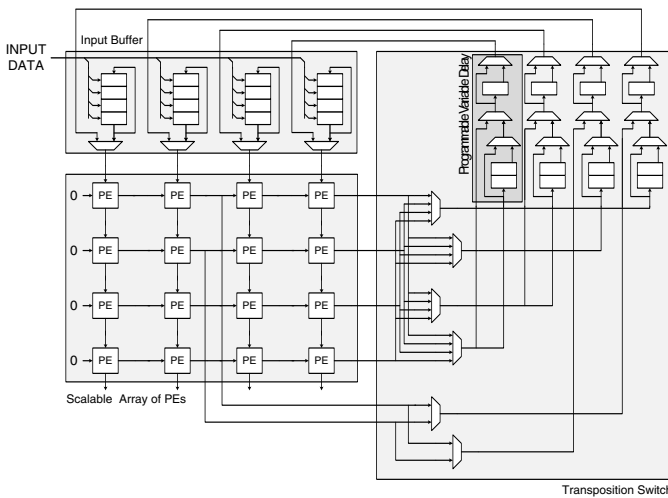 INPUT
DATA
Input Buffer
Programmable Variable Delay
0 PE PE PE PE
0 PE PE PE PE
0 PE PE PE PE
0 PE PE PE PE
Scalable Array of PEs
Transposition Switch